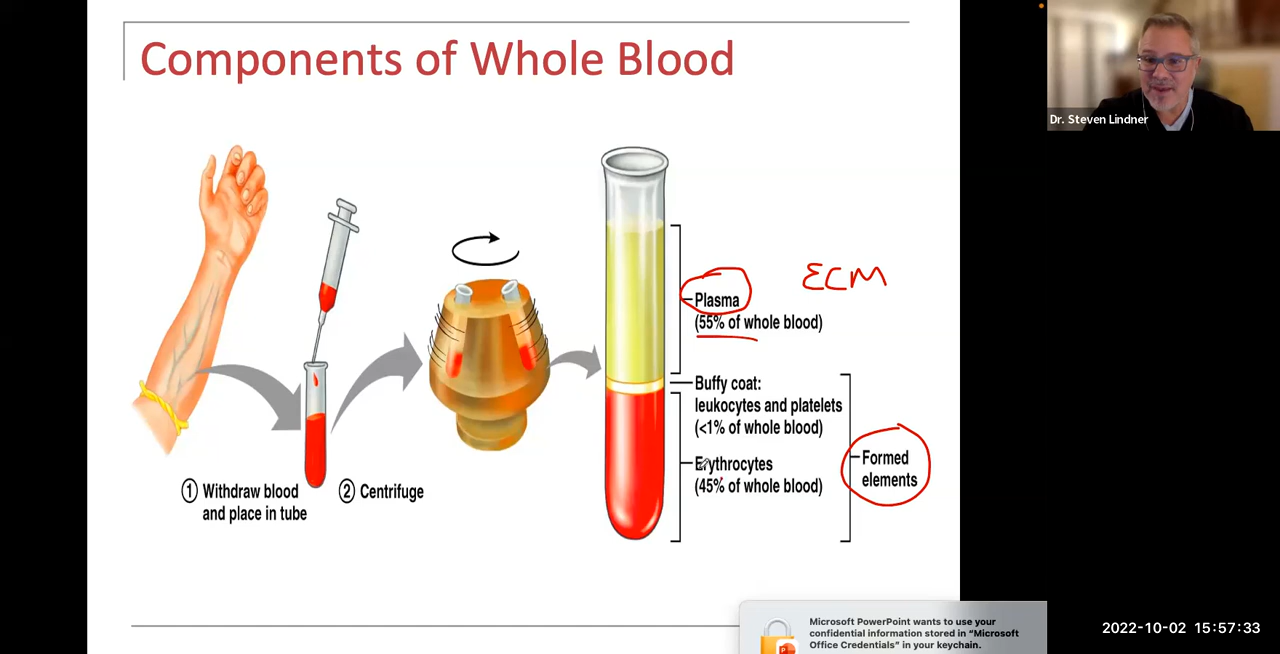 Components of Whole Blood
Dr. Steven Lindner
ECM
Plasma
(55% of whole blood)
Buffy coat:
leukocytes and platelets
(<1% of whole blood)
Erythrocytes
(45% of whole blood)
Formed
elements
① Withdraw blood
and place in tube
② Centrifuge
Microsoft PowerPoint wants to use your
confidential information stored in “Microsoft
Office Credentials” in your keychain.
P
2022-10-02 15:57:33